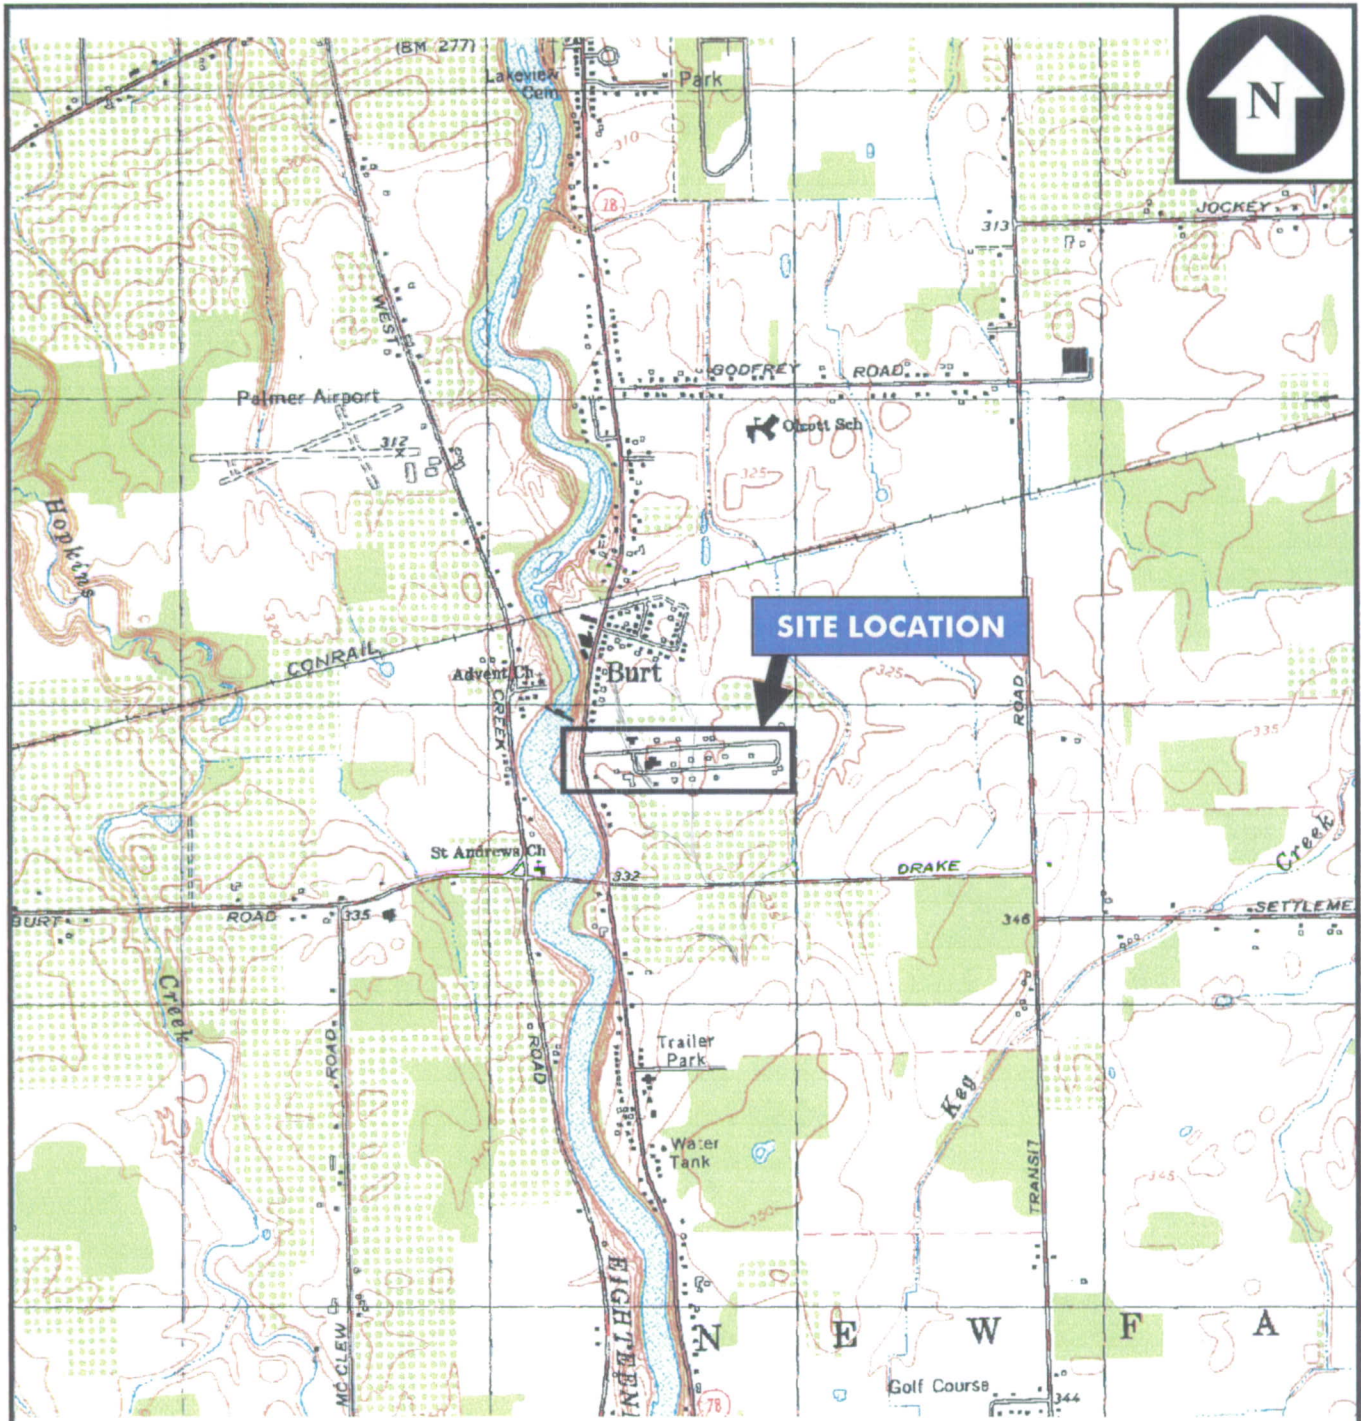 (BM 277)
Lakeview
Cem
Park
N
310
78
JOCKEY
313
WEST
GODFREY ROAD
Palmer Airport
312
Olcott Sch
325
Hopkins
330
CONRAIL
SITE LOCATION
Advent Ch
Burt
325
CREEK
ROAD
335
St Andrews Ch
332
DRAKE
Creek
BURT ROAD
335
335
346
SETTLEME
Creek
ROAD
ROAD
Trailer
Park
Key
Water
Tank
TRANSIT
345
350
EIGHTEEN
N E W F A
MC CLEW
Golf Course
344
78